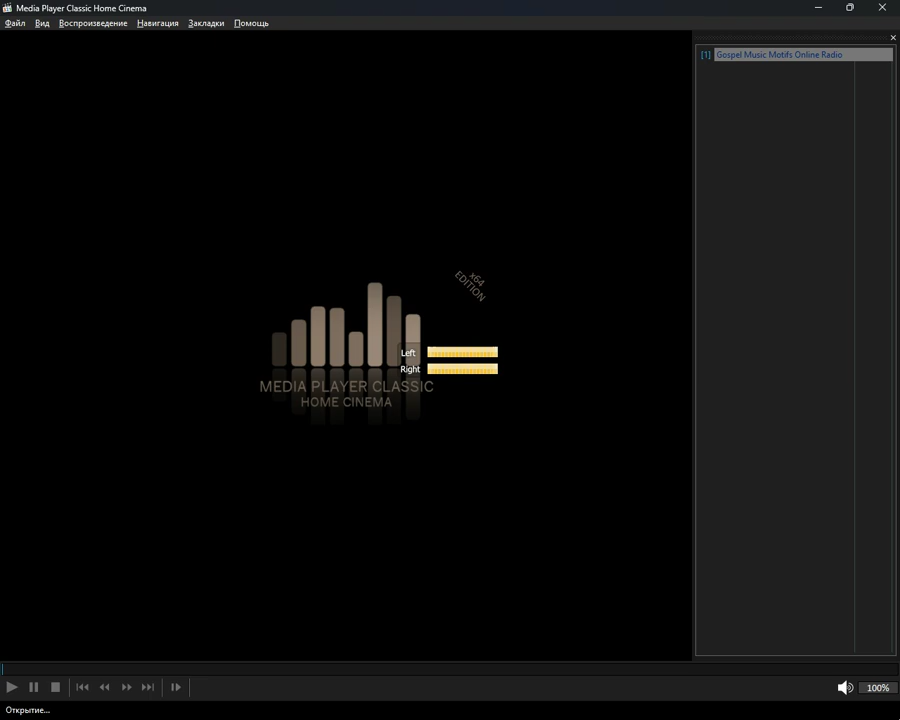 Media Player Classic Home Cinema
Файл Вид Воспроизведение Навигация Закладки Помощь
[1] Gospel Music Motifs Online Radio
x64
EDITION
Left
Right
MEDIA PLAYER CLASSIC
HOME CINEMA
100%
Открытие...